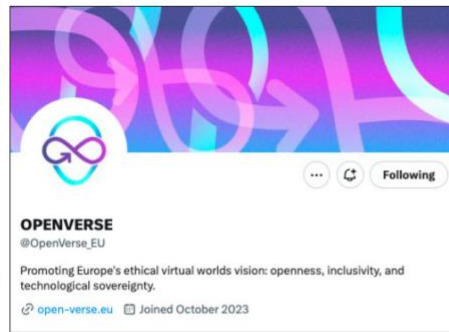 Following
OPENVERSE
@OpenVerse_EU
Promoting Europe's ethical virtual worlds vision: openness, inclusivity, and
technological sovereignty.
open-verse.eu Joined October 2023